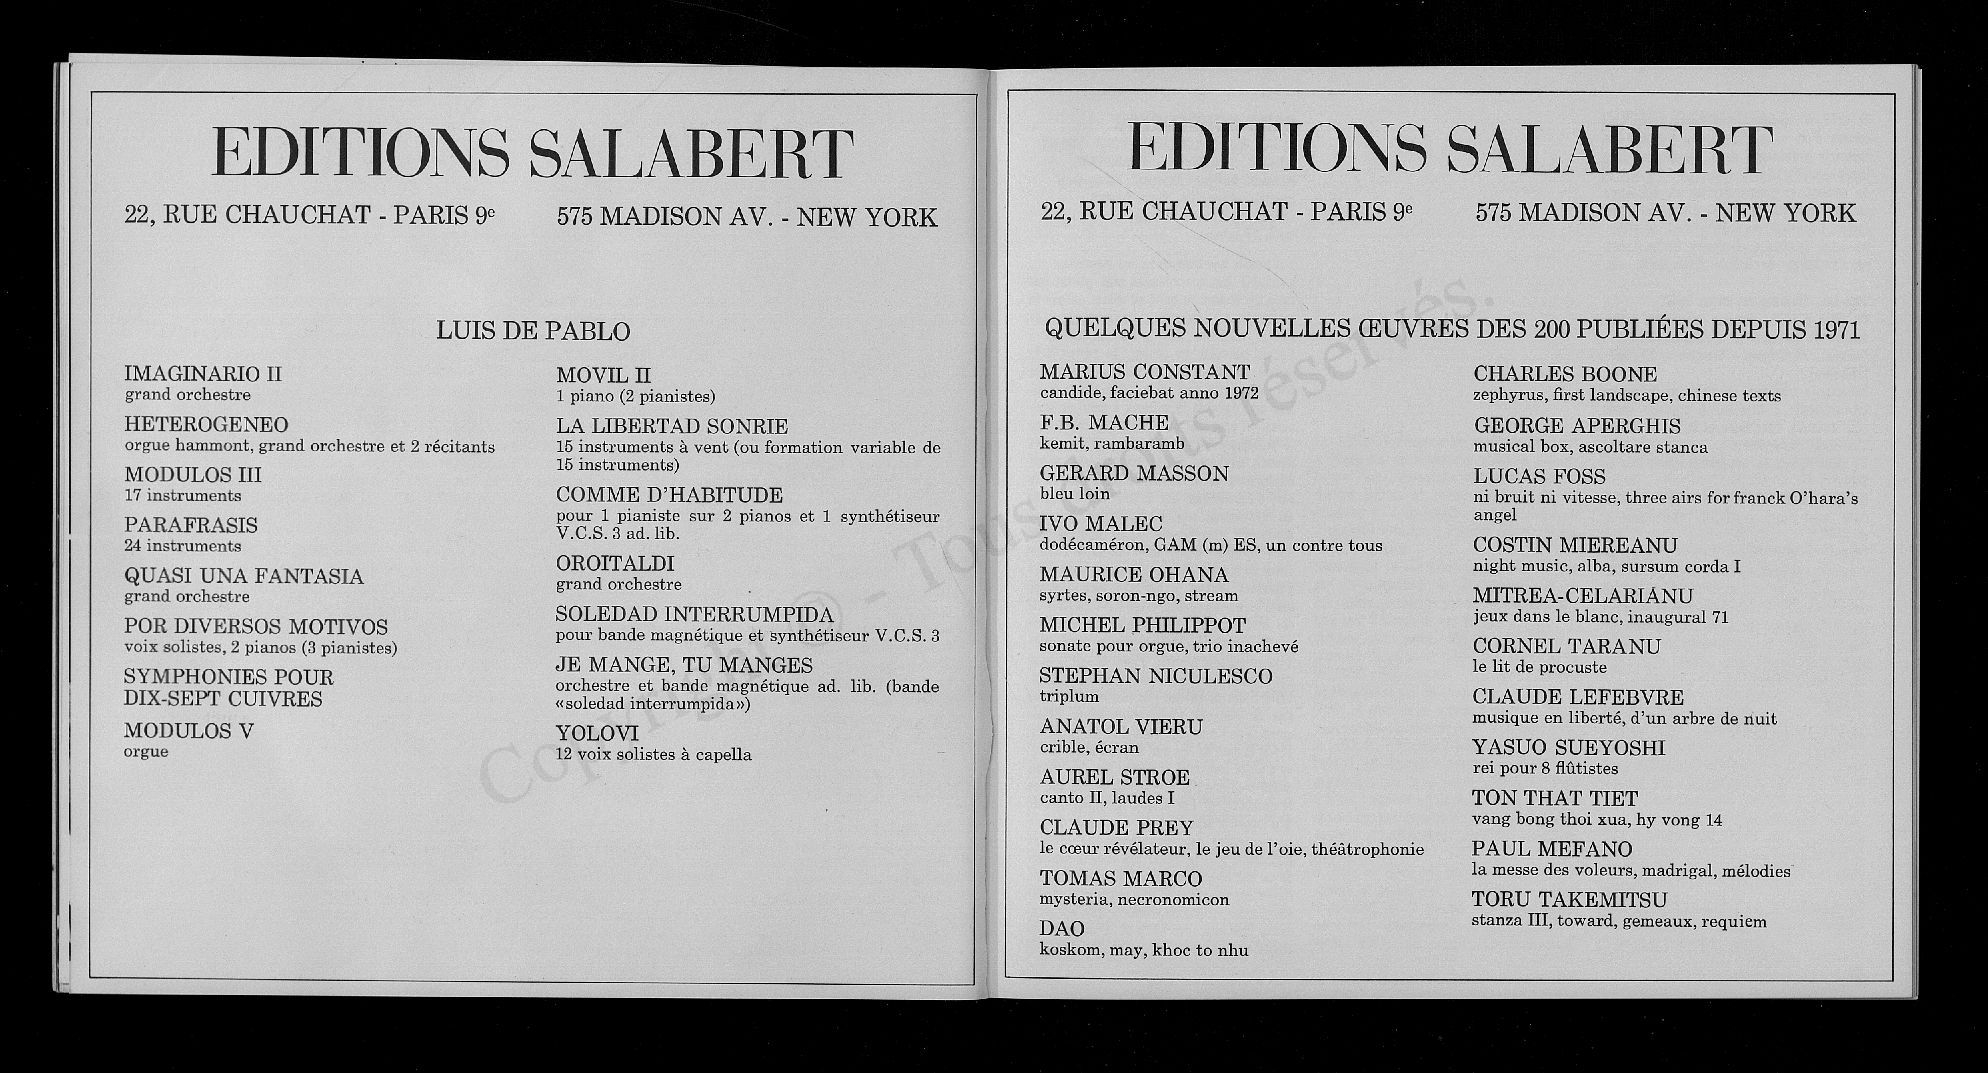 EDITIONS SALABERT
22, RUE CHAUCHAT - PARIS 9e 575 MADISON AV. - NEW YORK
LUIS DE PABLO
IMAGINARIO II
grand orchestre
HETEROGENEO
orgue hammont, grand orchestre et 2 récitants
MODULOS III
17 instruments
PARAFRASIS
24 instruments
QUASI UNA FANTASIA
grand orchestre
POR DIVERSOS MOTIVOS
voix solistes, 2 pianos (3 pianistes)
SYMPHONIES POUR
DIX-SEPT CUIVRES
MODULOS V
orgue
MOVIL II
1 piano (2 pianistes)
LA LIBERTAD SONRIE
15 instruments à vent (ou formation variable de
15 instruments)
COMME D'HABITUDE
pour 1 pianiste sur 2 pianos et 1 synthétiseur
V.C.S. 3 ad. lib.
OROITALDI
grand orchestre
SOLEDAD INTERRUMPIDA
pour bande magnétique et synthétiseur V.C.S. 3
JE MANGE, TU MANGES
orchestre et bande magnétique ad. lib. (bande
«soledad interrumpida»)
YOLOVI
12 voix solistes à capella
EDITIONS SALABERT
22, RUE CHAUCHAT - PARIS 9e 575 MADISON AV. - NEW YORK
QUELQUES NOUVELLES ŒUVRES DES 200 PUBLIÉES DEPUIS 1971
MARIUS CONSTANT
candide, faciebat anno 1972
F.B. MACHE
kemit, rambaramb
GERARD MASSON
bleu loin
IVO MALEC
dodécaméron, GAM (m) ES, un contre tous
MAURICE OHANA
syrtes, soron-ngo, stream
MICHEL PHILIPPOT
sonate pour orgue, trio inachevé
STEPHAN NICULESCO
triplum
ANATOL VIERU
crible, écran
AUREL STROE
canto II, laudes I
CLAUDE PREY
le cœur révélateur, le jeu de l'oie, théâtrophonie
TOMAS MARCO
mysteria, necronomicon
DAO
koskom, may, khoc to nhu
CHARLES BOONE
zephyrus, first landscape, chinese texts
GEORGE APERGHIS
musical box, ascoltare stanca
LUCAS FOSS
ni bruit ni vitesse, three airs for franck O'hara's
angel
COSTIN MIEREANU
night music, alba, sursum corda I
MITREA-CELARIANU
jeux dans le blanc, inaugural 71
CORNEL TARANU
le lit de procuste
CLAUDE LEFEBVRE
musique en liberté, d'un arbre de nuit
YASUO SUEYOSHI
rei pour 8 flûtistes
TON THAT TIET
vang bong thoi xua, hy vong 14
PAUL MEFANO
la messe des voleurs, madrigal, mélodies
TORU TAKEMITSU
stanza III, toward, gemeaux, requiem
Copyright © - Tous droits réservés.